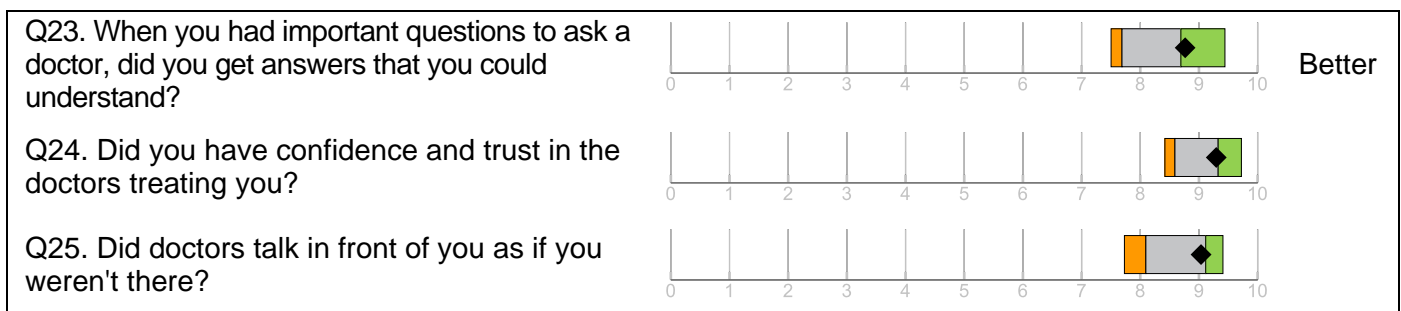 Q23. When you had important questions to ask a
doctor, did you get answers that you could
understand?
0 1 2 3 4 5 6 7 8 9 10
Better
Q24. Did you have confidence and trust in the
doctors treating you?
0 1 2 3 4 5 6 7 8 9 10
Q25. Did doctors talk in front of you as if you
weren't there?
0 1 2 3 4 5 6 7 8 9 10